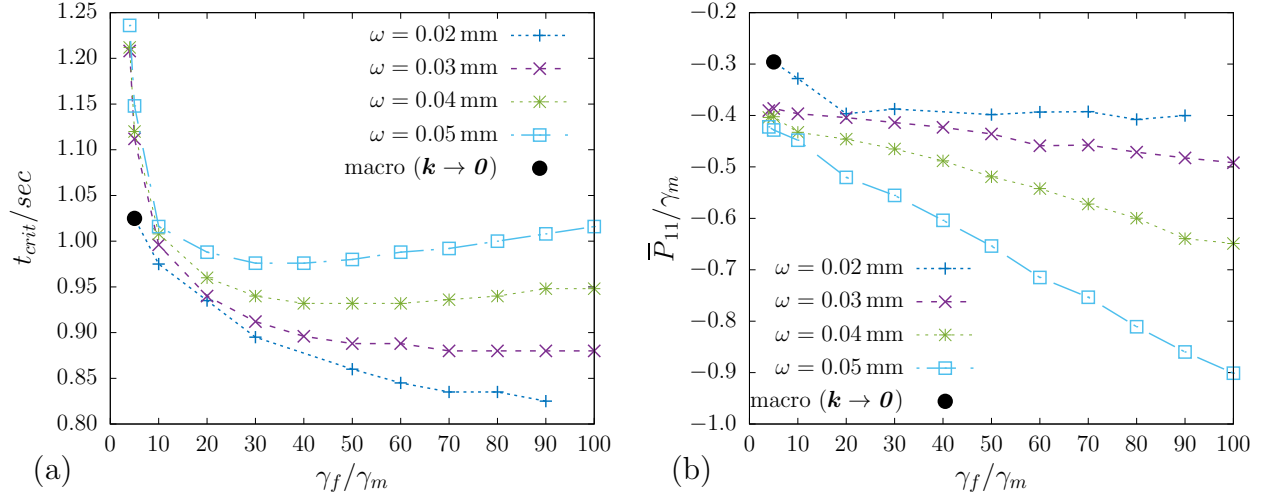 1.25
1.20
1.15
1.10
1.05
1.00
0.95
0.90
0.85
0.80
t_{crit}/sec
ω = 0.02 mm
ω = 0.03 mm
ω = 0.04 mm
ω = 0.05 mm
macro (k → 0)
0 10 20 30 40 50 60 70 80 90 100
γ_f/γ_m
(a)
−0.2
−0.3
−0.4
−0.5
−0.6
−0.7
−0.8
−0.9
−1.0
P̅_{11}/γ_m
ω = 0.02 mm
ω = 0.03 mm
ω = 0.04 mm
ω = 0.05 mm
macro (k → 0)
0 10 20 30 40 50 60 70 80 90 100
γ_f/γ_m
(b)